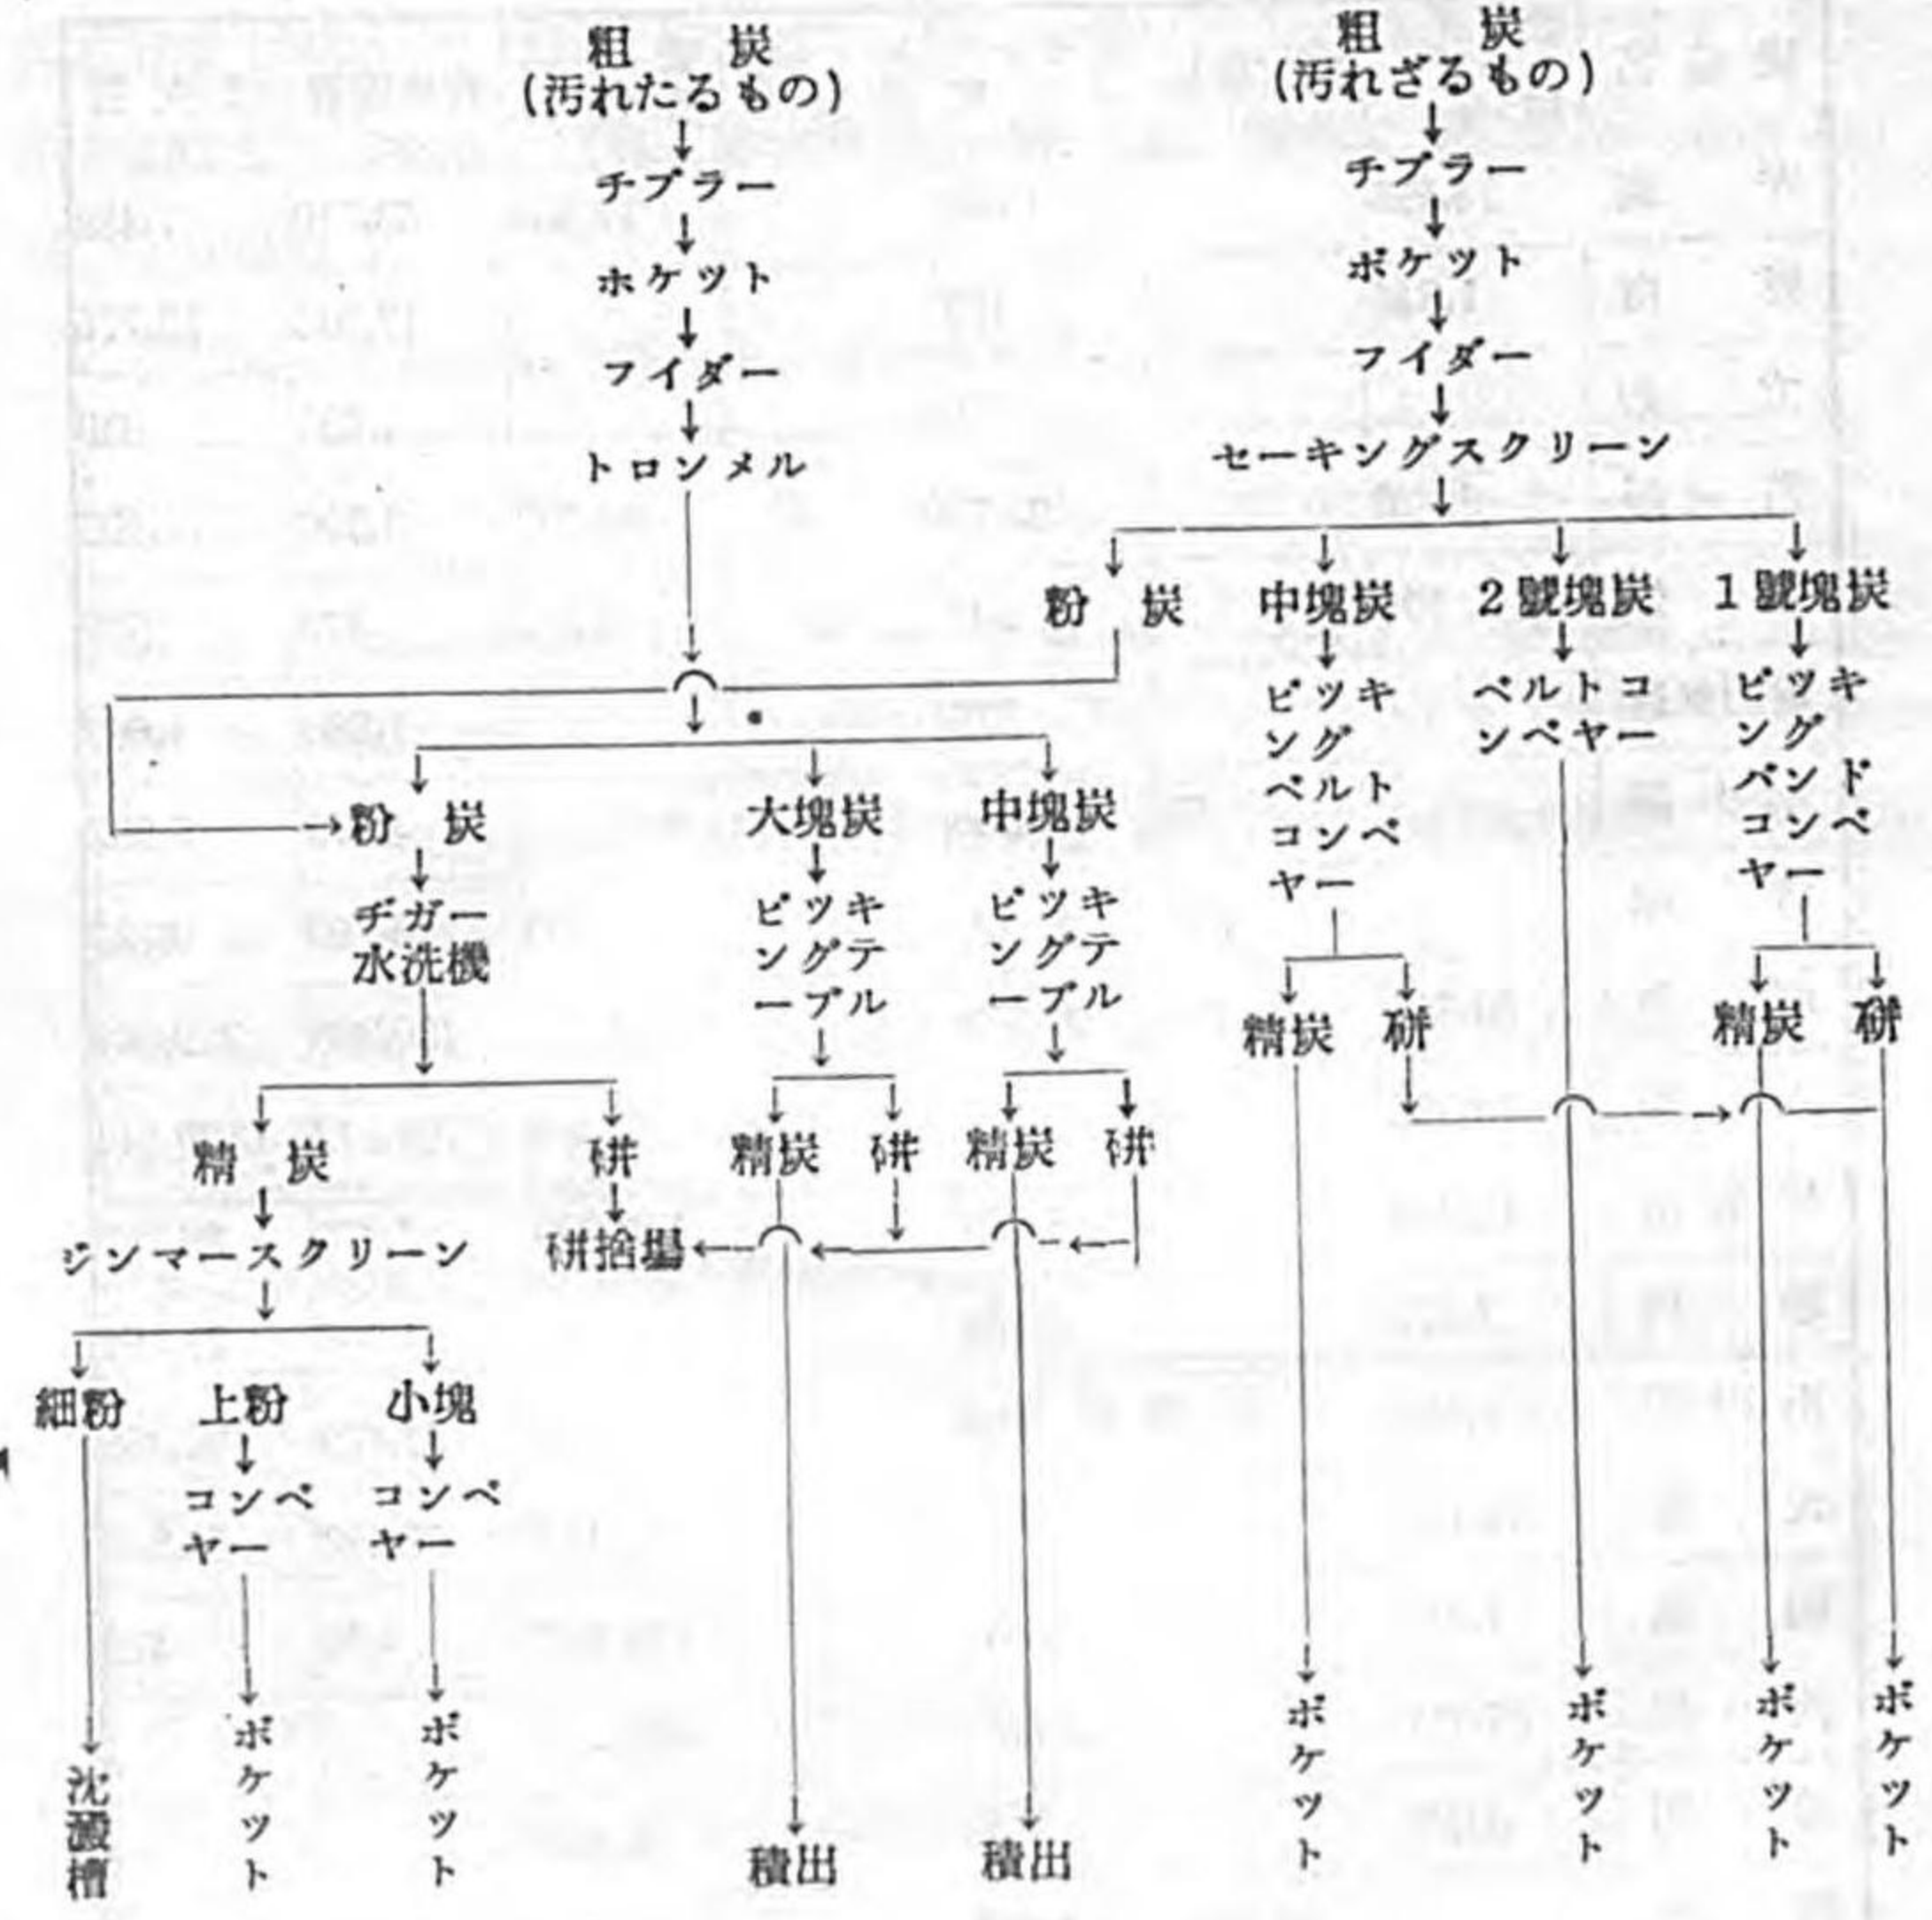 粗 炭
(汚れたるもの)
チプラー
ホケット
フイダー
トロンメル
粗 炭
(汚れざるもの)
チプラー
ポケット
フイダー
セーキングスクリーン
粉 炭
中塊炭
2號塊炭
1號塊炭
ピツキ
ング
ベルト
コンベ
ヤー
ベルトコ
ンベヤー
ピツキ
ング
バンド
コンベ
ヤー
精炭
硑
精炭
硑
粉 炭
大塊炭
中塊炭
ヂガー
水洗機
ピツキ
ングテ
ーブル
ピツキ
ングテ
ーブル
精 炭
硑
精炭
硑
精炭
硑
ジンマースクリーン
硑捨場
細粉
上粉
小塊
コンベ
ヤー
コンベ
ヤー
沈澱槽
ポケット
ポケット
積出
積出
ポケット
ポケット
ポケット
ポケット